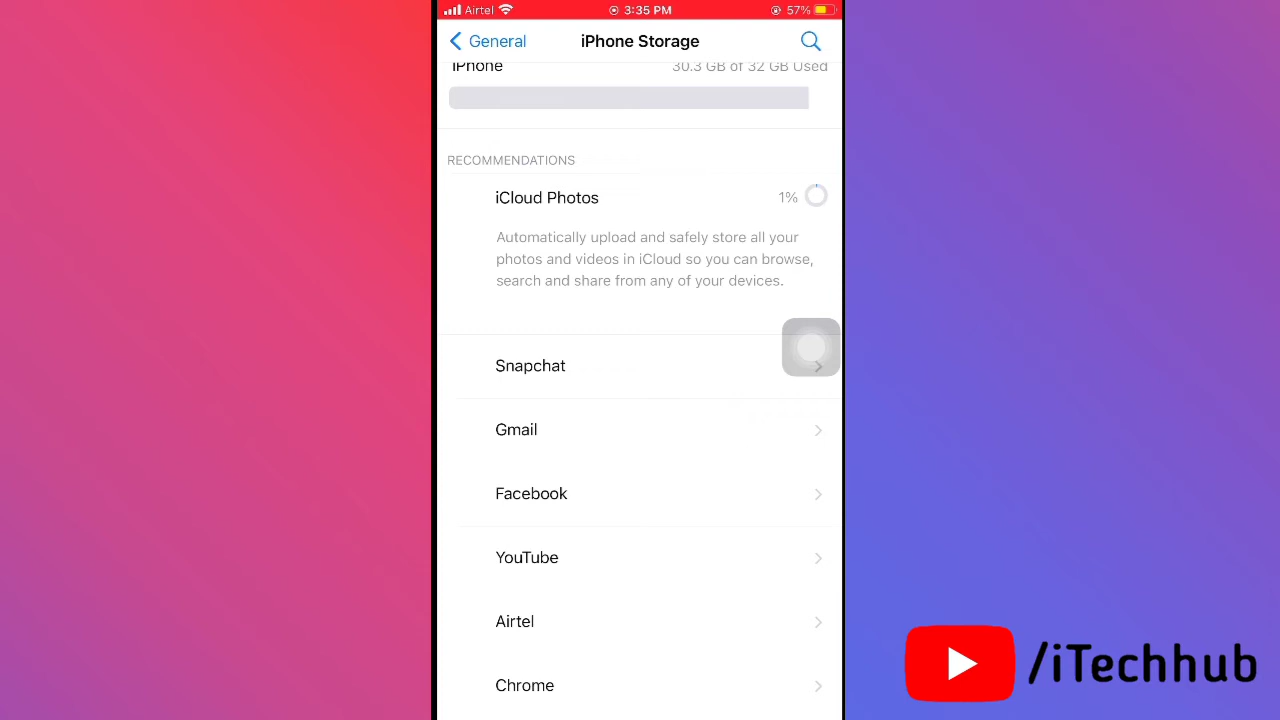 Airtel 3:35 PM 57%
General iPhone Storage
iPhone 30.3 GB of 32 GB Used
RECOMMENDATIONS
iCloud Photos 1%
Automatically upload and safely store all your
photos and videos in iCloud so you can browse,
search and share from any of your devices.
Snapchat
Gmail
Facebook
YouTube
Airtel
Chrome
/iTechhub